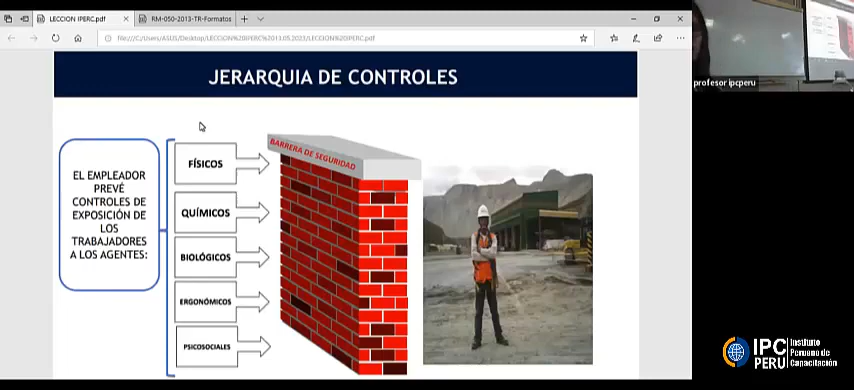 LECCION IPERC.pdf
RM-050-2013-TR-Formatos
file:///C:/Users/ASUS/Desktop/LECCION%20IPERC%2013.05.2023/LECCION%20IPERC.pdf
JERARQUIA DE CONTROLES
profesor ipcperu
EL EMPLEADOR
PREVÉ
CONTROLES DE
EXPOSICIÓN DE
LOS
TRABAJADORES
A LOS AGENTES:
FÍSICOS
QUÍMICOS
BIOLÓGICOS
ERGONÓMICOS
PSICOSOCIALES
BARRERA DE SEGURIDAD
IPC
PERU
Instituto
Peruano de
Capacitación